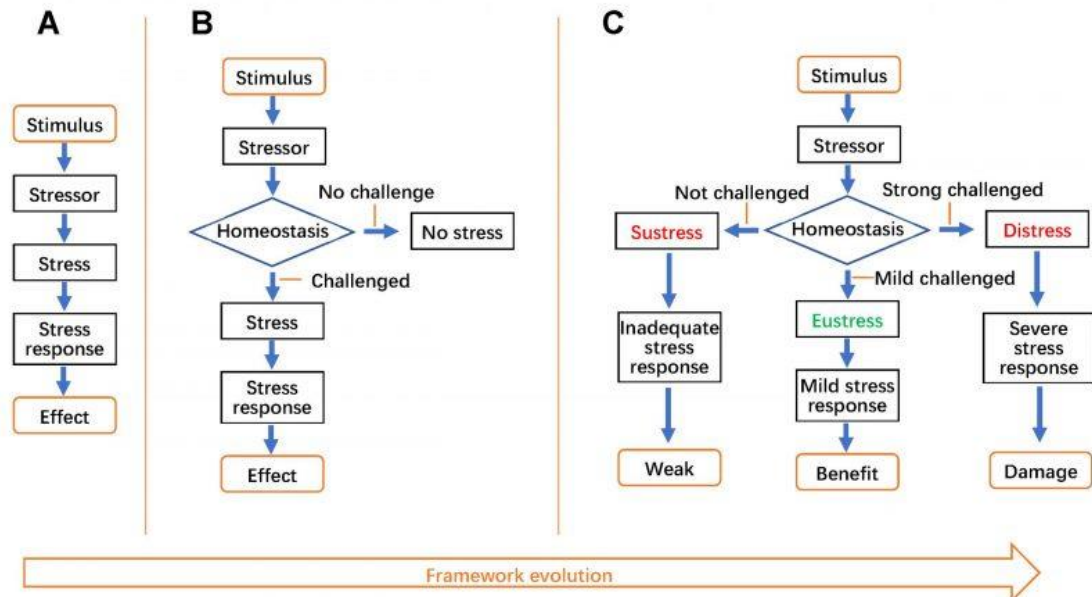 A
Stimulus
Stressor
Stress
Stress
response
Effect
B
Stimulus
Stressor
No challenge
Homeostasis
No stress
Challenged
Stress
Stress
response
Effect
C
Stimulus
Stressor
Not challenged
Strong challenged
Sustress
Homeostasis
Distress
Mild challenged
Inadequate
stress
response
Eustress
Severe
stress
response
Mild stress
response
Weak
Benefit
Damage
Framework evolution